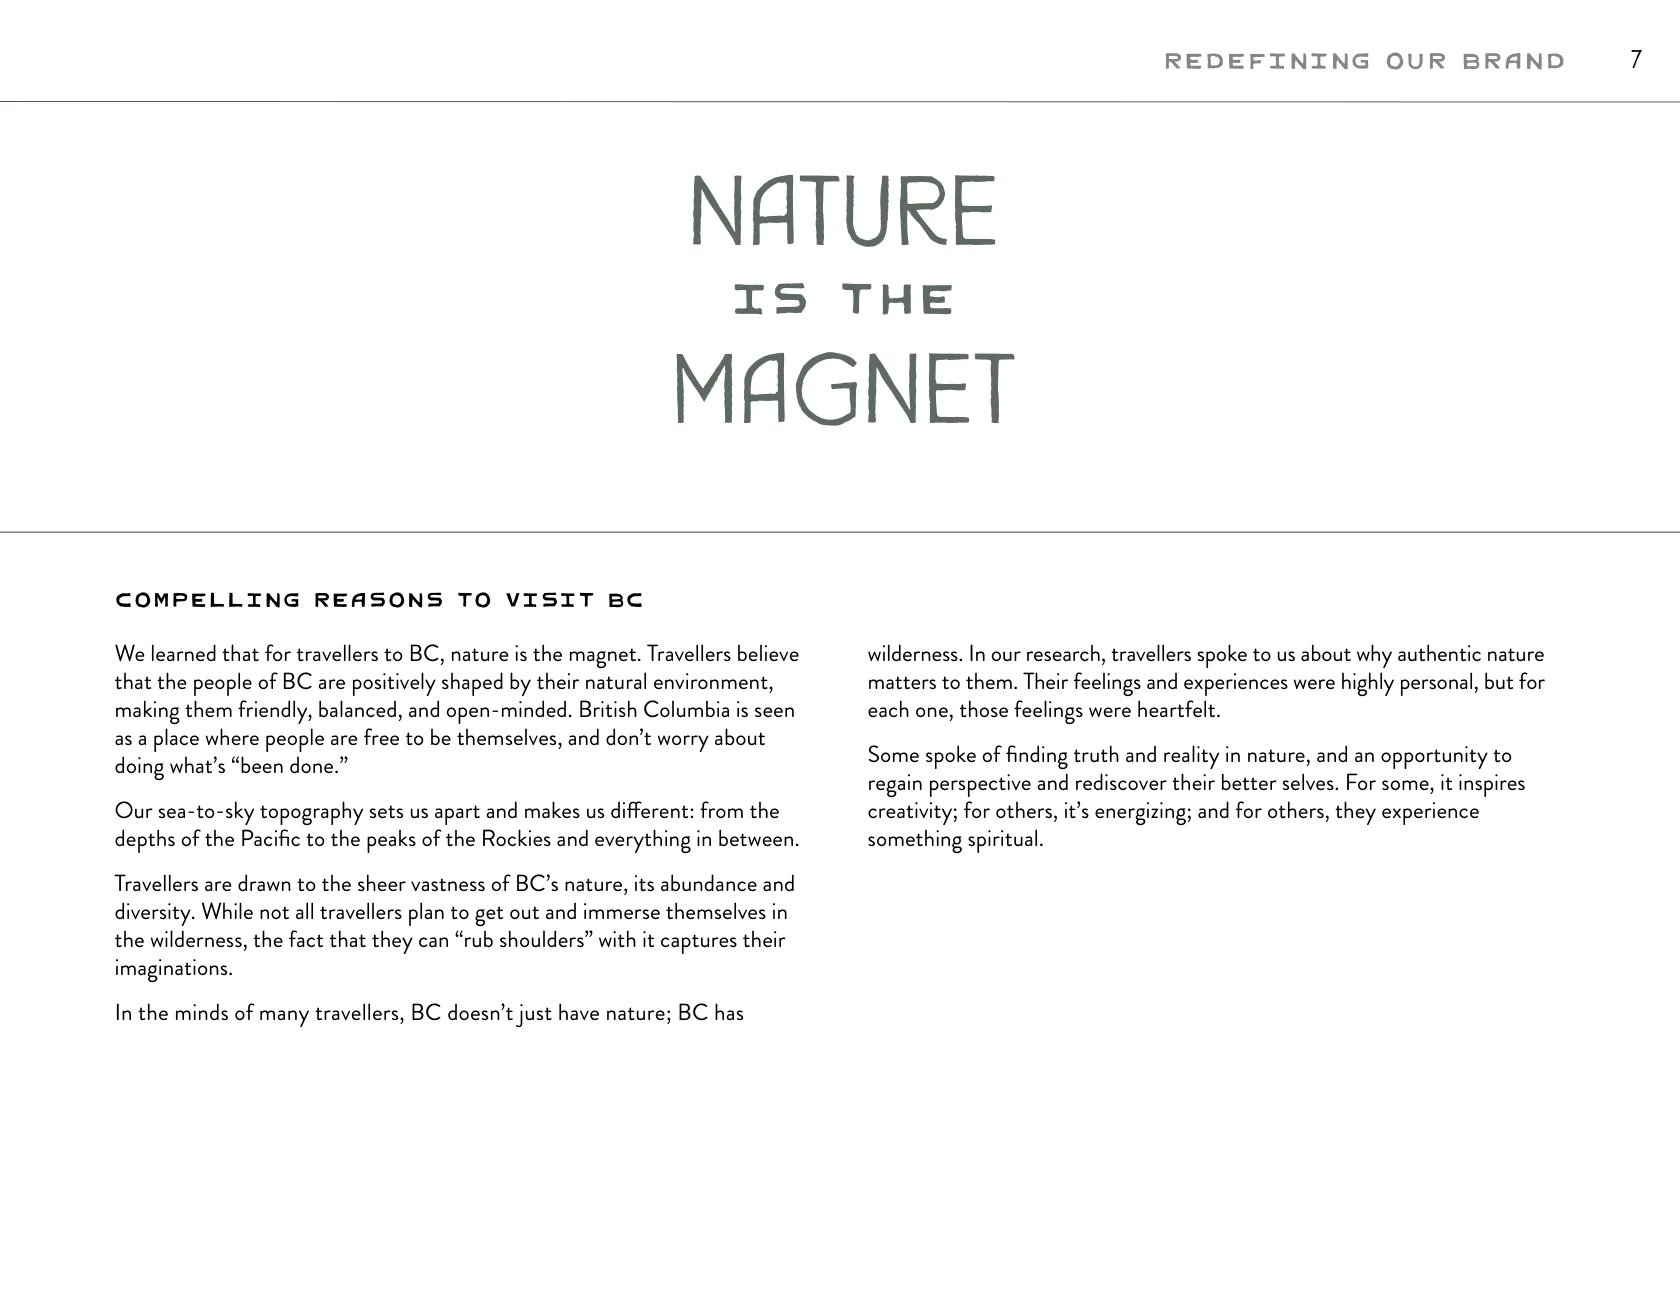 REDEFINING OUR BRAND 7
NATURE
IS THE
MAGNET
COMPELLING REASONS TO VISIT BC
We learned that for travellers to BC, nature is the magnet. Travellers believe
that the people of BC are positively shaped by their natural environment,
making them friendly, balanced, and open-minded. British Columbia is seen
as a place where people are free to be themselves, and don’t worry about
doing what’s “been done.”
Our sea-to-sky topography sets us apart and makes us different: from the
depths of the Pacific to the peaks of the Rockies and everything in between.
Travellers are drawn to the sheer vastness of BC’s nature, its abundance and
diversity. While not all travellers plan to get out and immerse themselves in
the wilderness, the fact that they can “rub shoulders” with it captures their
imaginations.
In the minds of many travellers, BC doesn’t just have nature; BC has
wilderness. In our research, travellers spoke to us about why authentic nature
matters to them. Their feelings and experiences were highly personal, but for
each one, those feelings were heartfelt.
Some spoke of finding truth and reality in nature, and an opportunity to
regain perspective and rediscover their better selves. For some, it inspires
creativity; for others, it’s energizing; and for others, they experience
something spiritual.